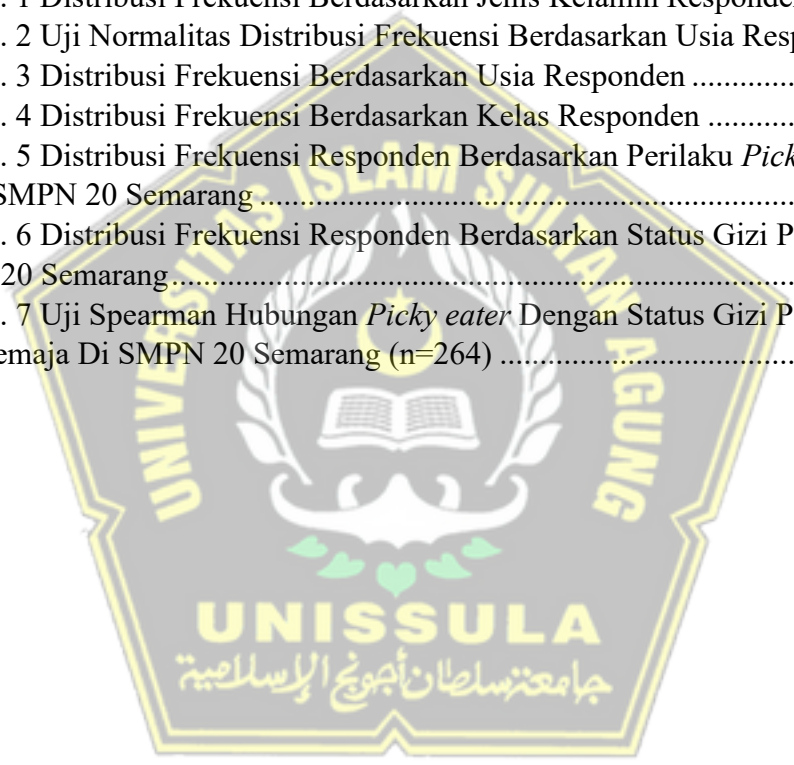 . 1 Distribusi Frekuensi Berdasarkan Jenis Kelamin Responden
. 2 Uji Normalitas Distribusi Frekuensi Berdasarkan Usia Resp
. 3 Distribusi Frekuensi Berdasarkan Usia Responden ............
. 4 Distribusi Frekuensi Berdasarkan Kelas Responden ..........
. 5 Distribusi Frekuensi Responden Berdasarkan Perilaku Pick
SMPN 20 Semarang ...............................................................
. 6 Distribusi Frekuensi Responden Berdasarkan Status Gizi P
20 Semarang..........................................................................
. 7 Uji Spearman Hubungan Picky eater Dengan Status Gizi P
emaja Di SMPN 20 Semarang (n=264) ....................................
UNIVERSITAS ISLAM SULTAN AGUNG
UNISSULA
جامعتنسلطان أجونج الإسلامية